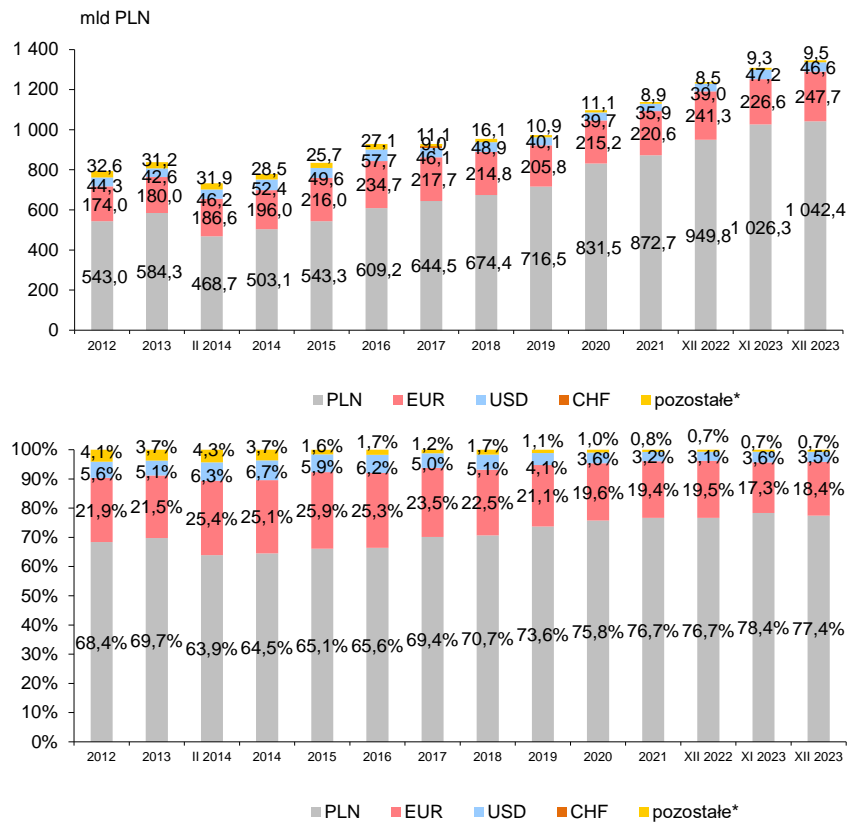 mld PLN
1 400
1 200
1 000
800
600
400
200
0
32,6 31,2 31,9 28,5 25,7 27,1 11,1 16,1 10,9 11,1 8,9 8,5 9,3 9,5
9,0
44,3 42,6 46,2 52,4 49,6 57,7 46,1 48,9 40,1 39,7 35,9 39,0 47,2 46,6
174,0 180,0 186,6 196,0 216,0 234,7 217,7 214,8 205,8 215,2 220,6 241,3 226,6 247,7
543,0 584,3 468,7 503,1 543,3 609,2 644,5 674,4 716,5 831,5 872,7 949,8 1 026,3 1 042,4
2012 2013 II 2014 2014 2015 2016 2017 2018 2019 2020 2021 XII 2022 XI 2023 XII 2023
PLN EUR USD CHF pozostałe*
100%
90%
80%
70%
60%
50%
40%
30%
20%
10%
0%
4,1% 3,7% 4,3% 3,7% 1,6% 1,7% 1,2% 1,7% 1,1% 1,0% 0,8% 0,7% 0,7% 0,7%
5,6% 5,1% 6,3% 6,7% 5,9% 6,2% 5,0% 5,1% 4,1% 3,6% 3,2% 3,1% 3,6% 3,5%
21,9% 21,5% 25,4% 25,1% 25,9% 25,3% 23,5% 22,5% 21,1% 19,6% 19,4% 19,5% 17,3% 18,4%
68,4% 69,7% 63,9% 64,5% 65,1% 65,6% 69,4% 70,7% 73,6% 75,8% 76,7% 76,7% 78,4% 77,4%
2012 2013 II 2014 2014 2015 2016 2017 2018 2019 2020 2021 XII 2022 XI 2023 XII 2023
PLN EUR USD CHF pozostałe*